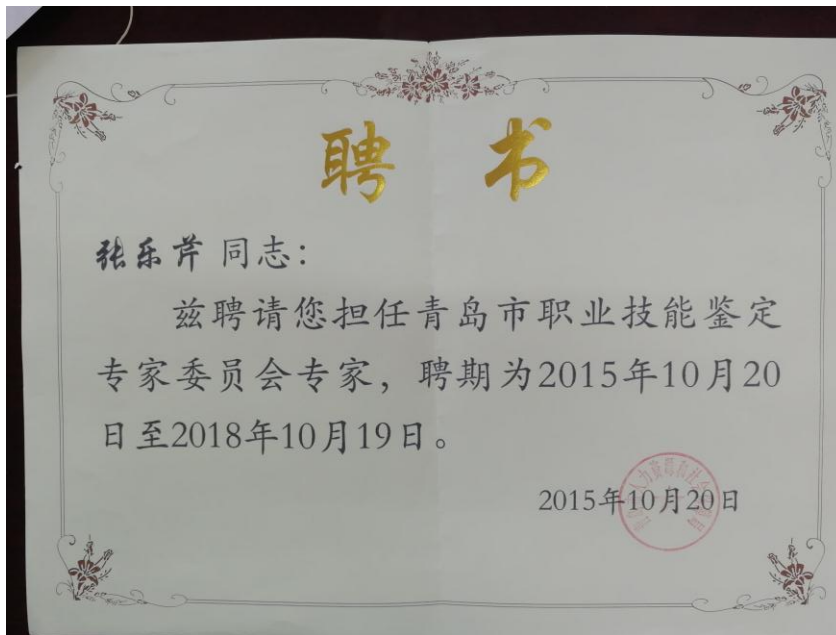 聘 书
张乐芹 同志：
兹聘请您担任青岛市职业技能鉴定
专家委员会专家，聘期为2015年10月20
日至2018年10月19日。
2015年10月20日